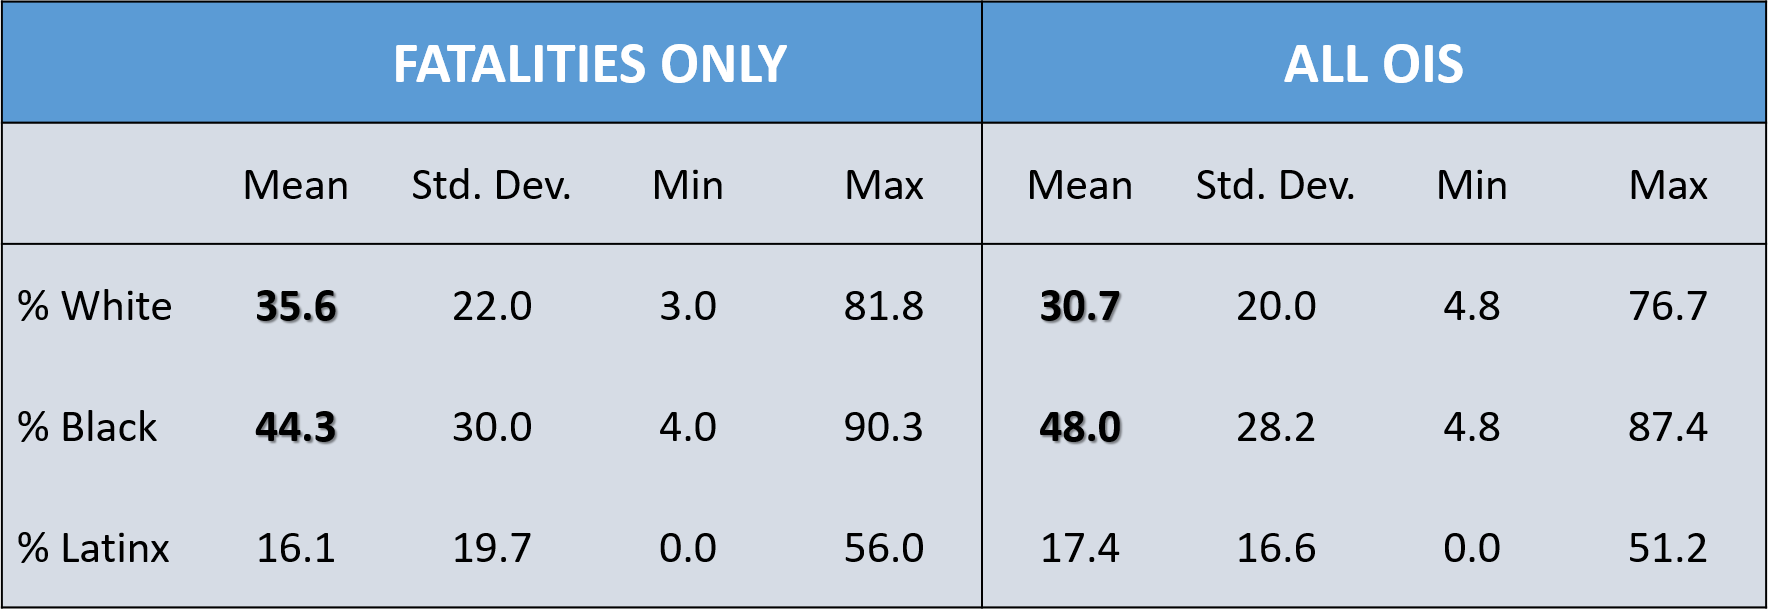 FATALITIES ONLY ALL OIS
Mean Std. Dev. Min Max Mean Std. Dev. Min Max
% White 35.6 22.0 3.0 81.8 30.7 20.0 4.8 76.7
% Black 44.3 30.0 4.0 90.3 48.0 28.2 4.8 87.4
% Latinx 16.1 19.7 0.0 56.0 17.4 16.6 0.0 51.2